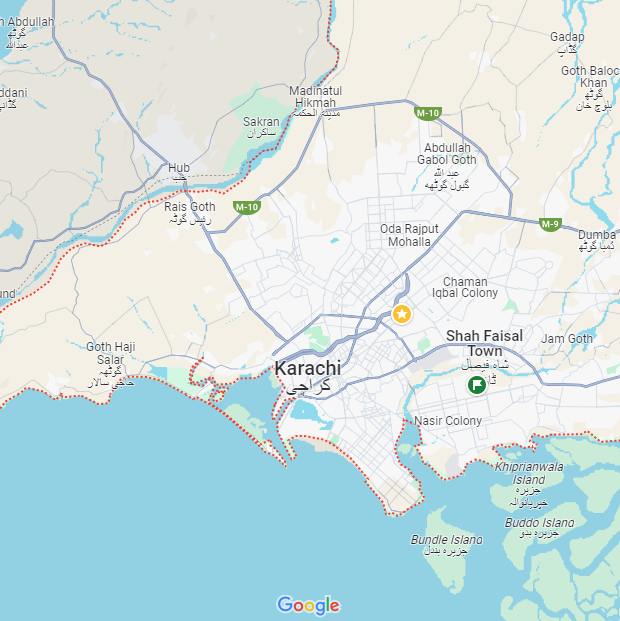 n Abdullah
گوٹھ
عبداللہ
Gadap
گڈاپ
Goth Baloc
Khan
گوٹھ
بلوچ خان
ddani
گڈانی
Madinatul
Hikmah
مدینۃ الحکمۃ
M-10
Sakran
ساکران
Abdullah
Gabol Goth
عبد اللہ
گبول گوٹھ
Hub
حب
Rais Goth
رئیس گوٹھ
M-10
M-9
Oda Rajput
Mohalla
Dumba
دُمبا گوٹھ
Chaman
Iqbal Colony
und
Shah Faisal
Town
شاہ فیصل
ٹاؤن
Jam Goth
Goth Haji
Salar
گوٹھ
حاجی سالار
Karachi
کراچی
Nasir Colony
Khiprianwala
Island
جزیرہ
کھپریانوالہ
Buddo Island
جزیرہ بدو
Bundle Island
جزیرہ بندل
Google